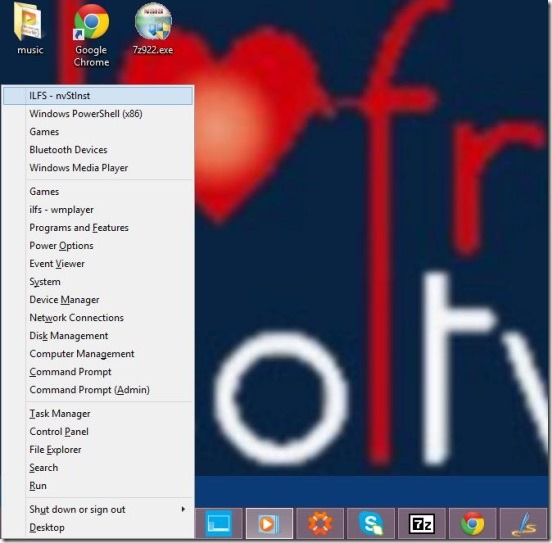 music
Google
Chrome
7z922.exe
ILFS - nvStInst
Windows PowerShell (x86)
Games
Bluetooth Devices
Windows Media Player
Games
ilfs - wmplayer
Programs and Features
Power Options
Event Viewer
System
Device Manager
Network Connections
Disk Management
Computer Management
Command Prompt
Command Prompt (Admin)
Task Manager
Control Panel
File Explorer
Search
Run
Shut down or sign out
Desktop
fr
7z